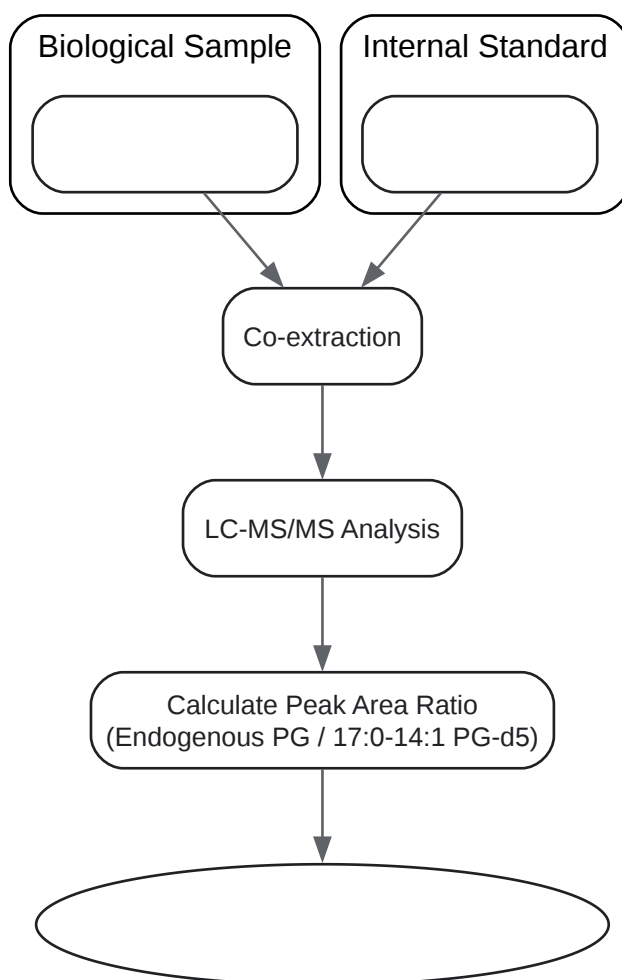 Biological Sample
Internal Standard
Co-extraction
LC-MS/MS Analysis
Calculate Peak Area Ratio
(Endogenous PG / 17:0-14:1 PG-d5)